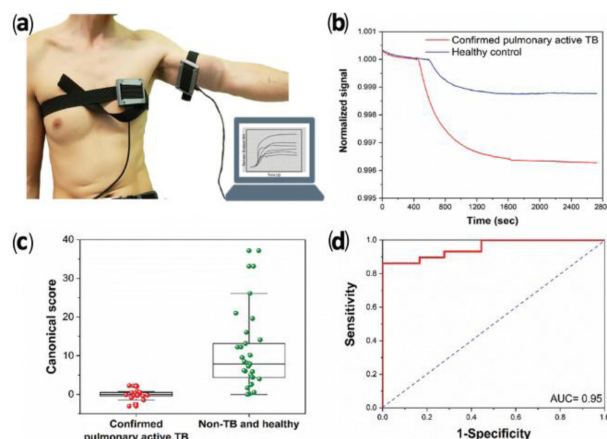 (a)
(b)
1.001
1.000
0.999
0.998
0.997
0.996
0.995
Normalized signal
Confirmed pulmonary active TB
Healthy control
0 400 800 1200 1600 2000 2400 2800
Time (sec)
(c)
40
30
20
10
0
Canonical score
Confirmed
pulmonary active TB
Non-TB and healthy
(d)
1.0
0.8
0.6
0.4
0.2
0.0
Sensitivity
AUC= 0.95
0.0 0.2 0.4 0.6 0.8 1.0
1-Specificity